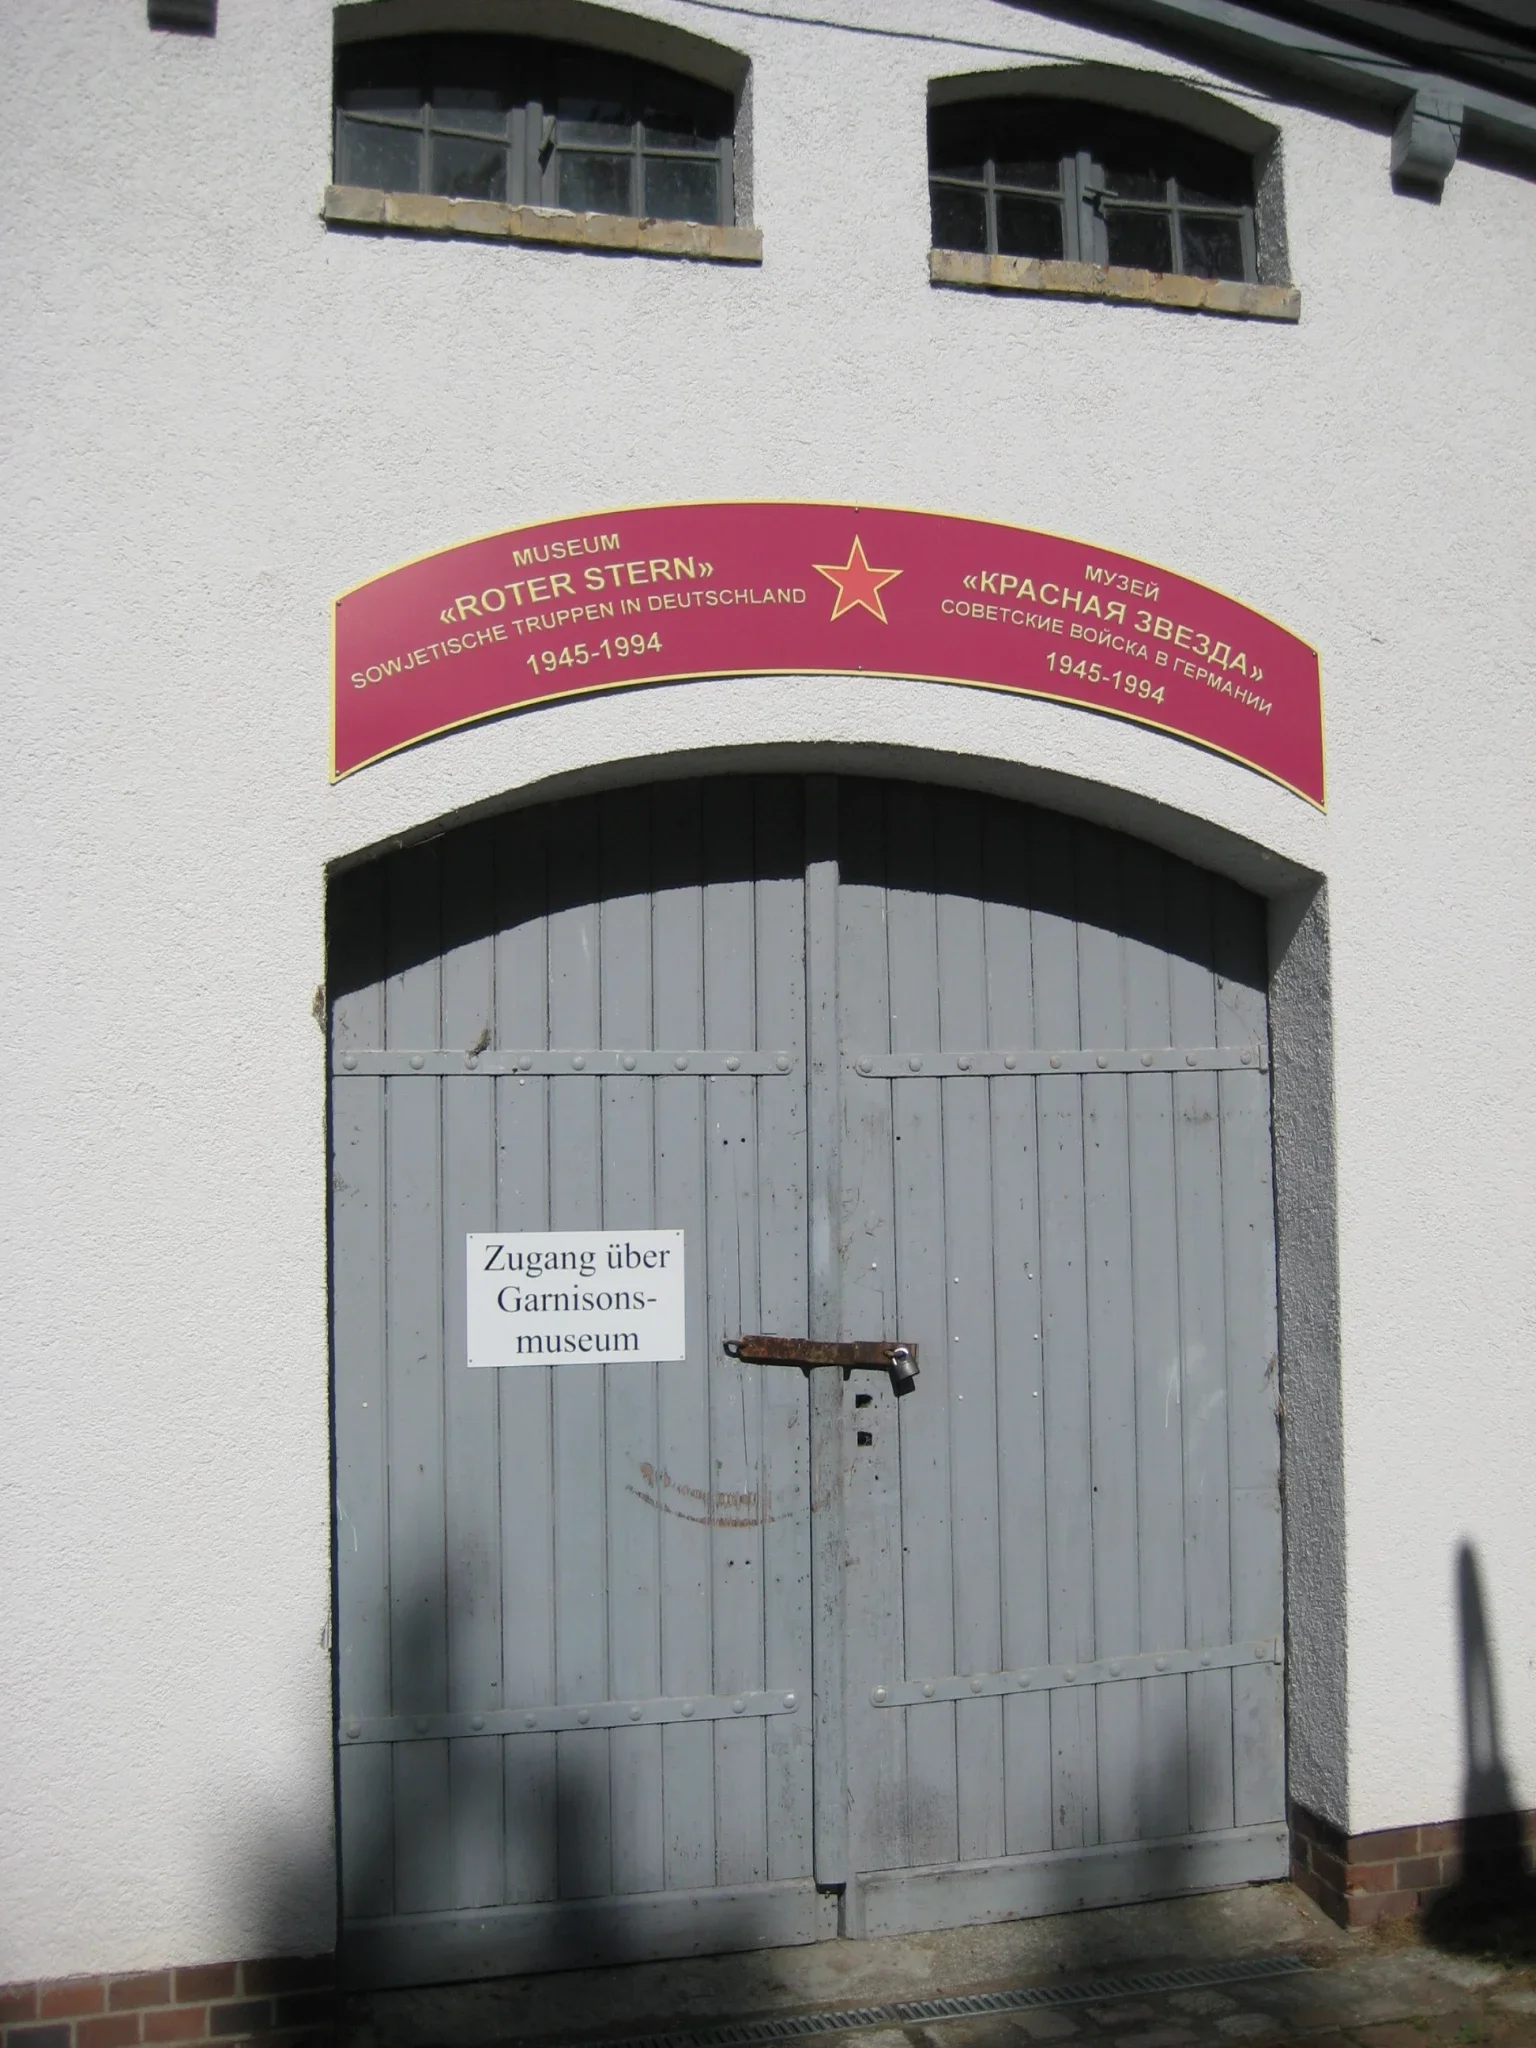 MUSEUM
«ROTER STERN»
SOWJETISCHE TRUPPEN IN DEUTSCHLAND
1945-1994
МУЗЕЙ
«КРАСНАЯ ЗВЕЗДА»
СОВЕТСКИЕ ВОЙСКА В ГЕРМАНИИ
1945-1994
Zugang über
Garnisons-
museum